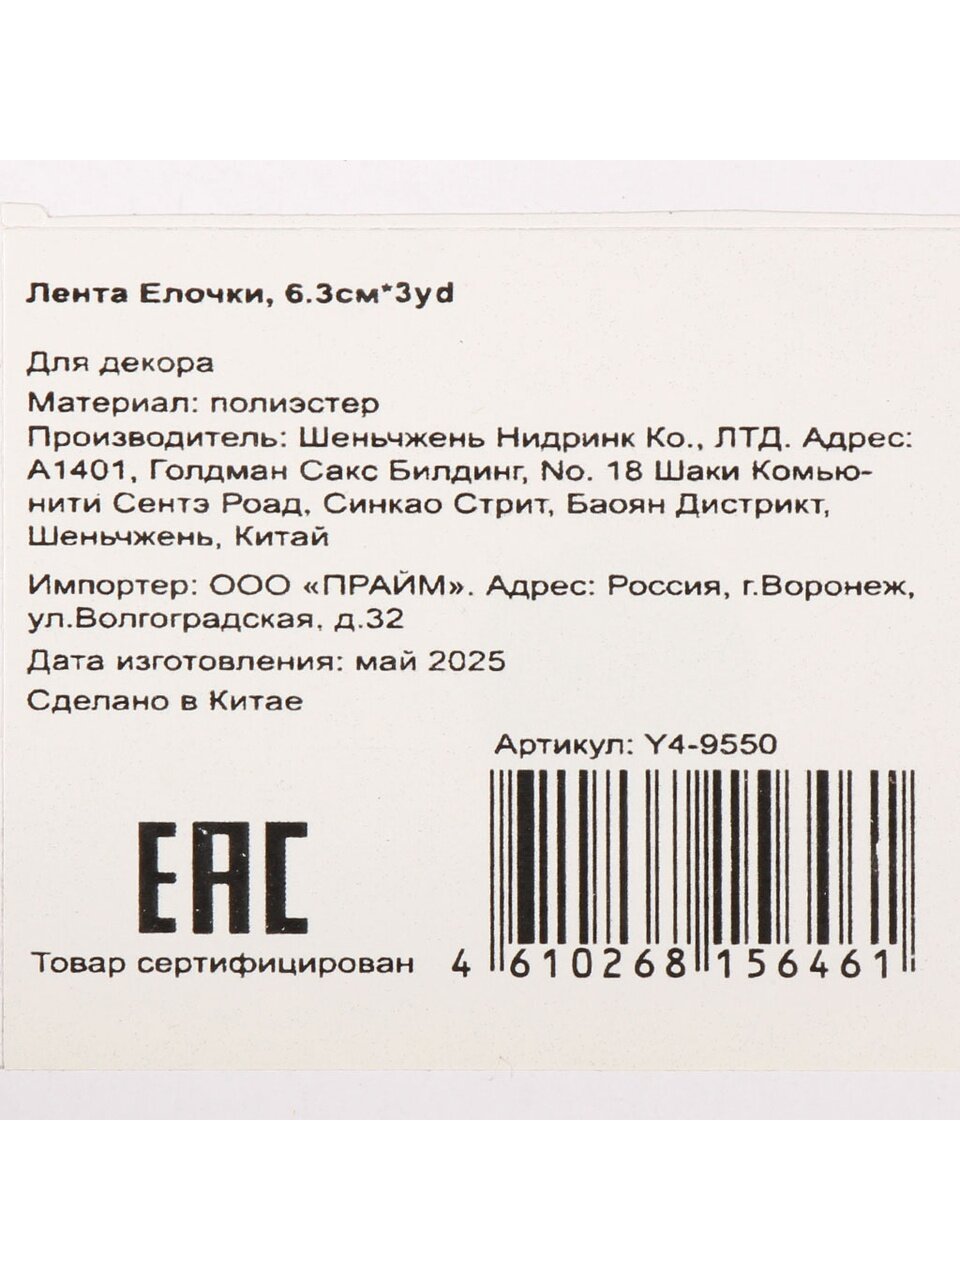 Лента Елочки, 6.3см*3yd
Для декора
Материал: полиэстер
Производитель: Шеньчжень Нидринк Ко., ЛТД. Адрес:
А1401, Голдман Сакс Билдинг, No. 18 Шаки Комью-
нити Сентэ Роад, Синкао Стрит, Баоян Дистрикт,
Шеньчжень, Китай
Импортер: ООО «ПРАЙМ». Адрес: Россия, г.Воронеж,
ул.Волгоградская, д.32
Дата изготовления: май 2025
Сделано в Китае
Артикул: Y4-9550
EAC
Товар сертифицирован
4 610268 156461